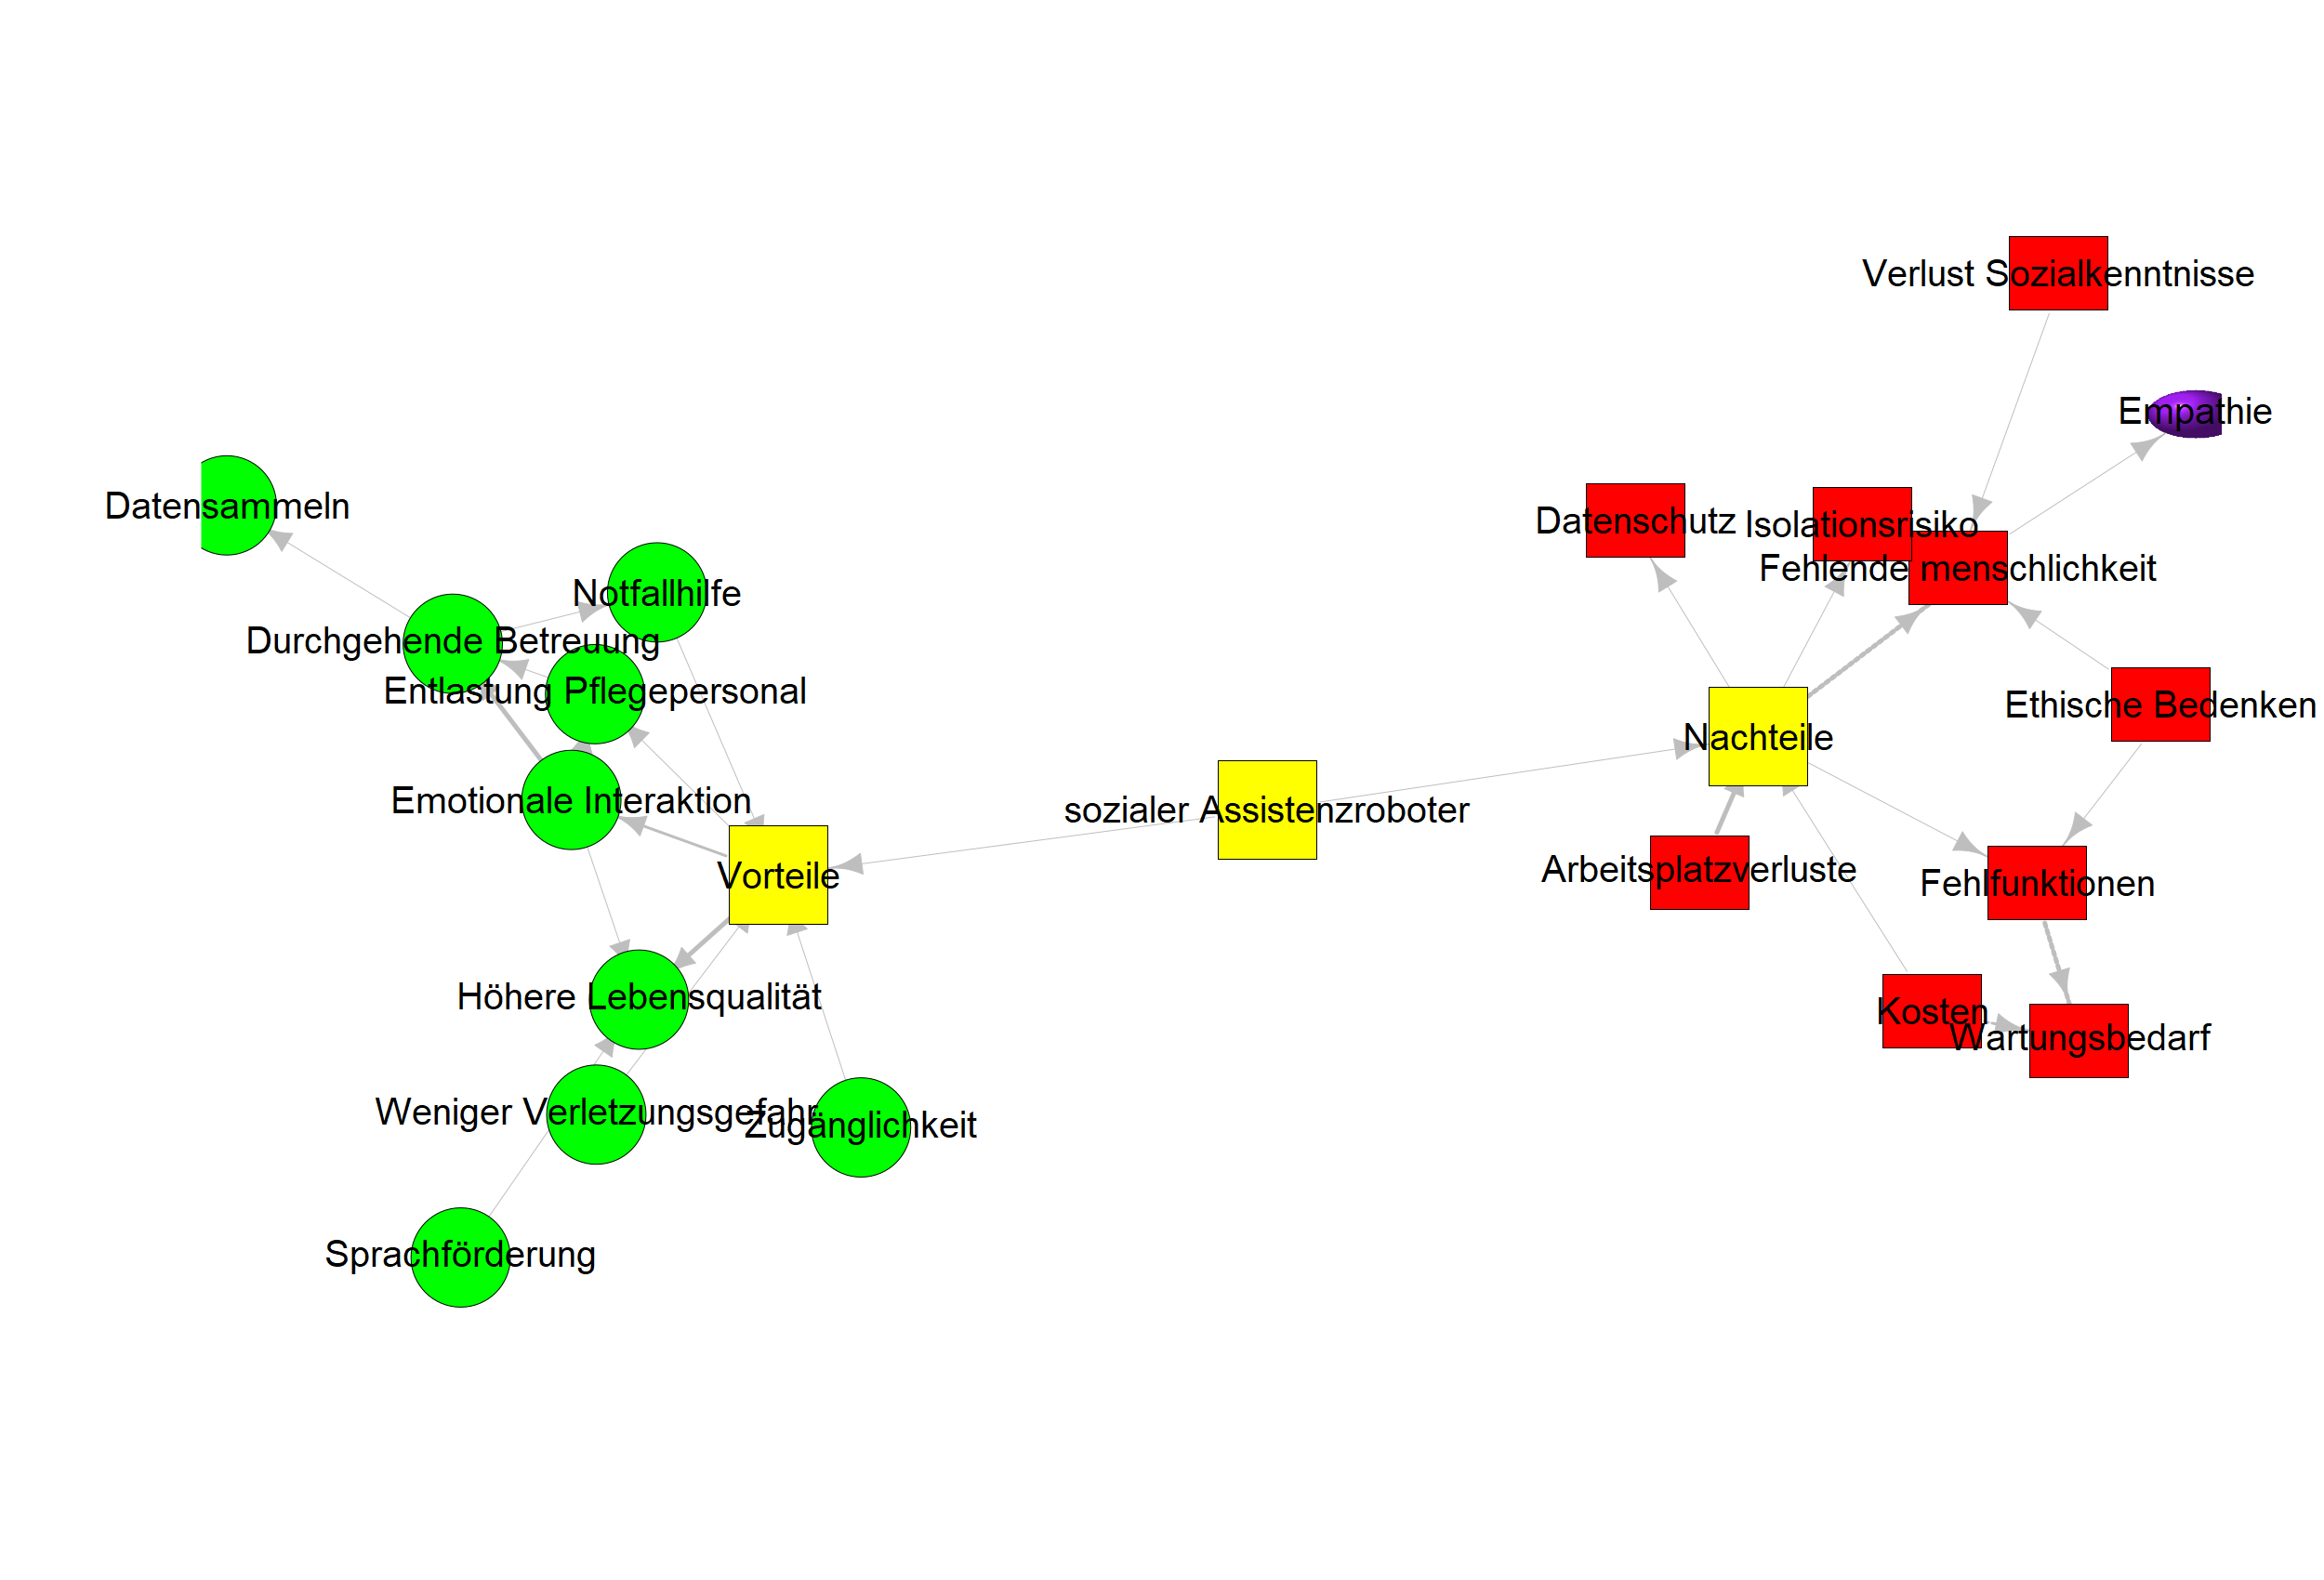 Verlust Sozialkenntnisse
Empathie
Datensammeln
Datenschutz
Isolationsrisiko
Fehlende menschlichkeit
Notfallhilfe
Durchgehende Betreuung
Entlastung Pflegepersonal
Ethische Bedenken
Nachteile
Emotionale Interaktion
sozialer Assistenzroboter
Vorteile
Arbeitsplatzverluste
Fehlfunktionen
Höhere Lebensqualität
Kosten
Wartungsbedarf
Weniger Verletzungsgefahr
Zugänglichkeit
Sprachförderung